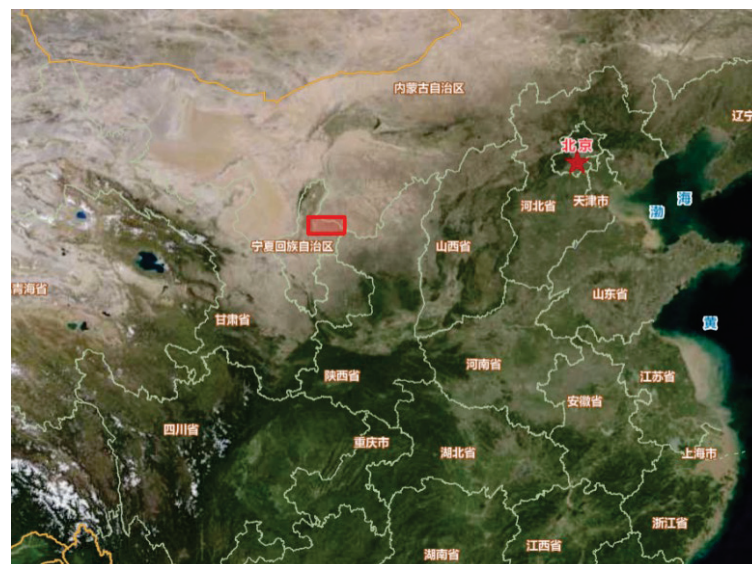 内蒙古自治区
辽宁
北京
河北省
天津市
渤海
山西省
宁夏回族自治区
青海省
山东省
甘肃省
黄
河南省
陕西省
江苏省
安徽省
四川省
重庆市
湖北省
上海市
浙江省
湖南省
江西省